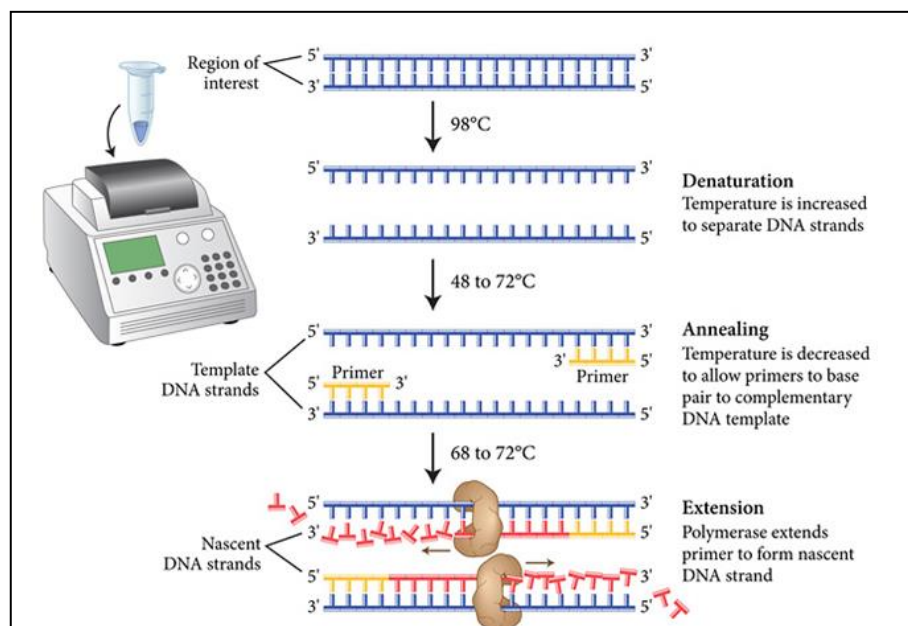 5'
3'
Region of
interest
3'
5'
98°C
5'
3'
3'
5'
Denaturation
Temperature is increased
to separate DNA strands
48 to 72°C
5'
3'
Template
DNA strands
3'
5'
Primer
Primer
5'
3'
3'
5'
Annealing
Temperature is decreased
to allow primers to base
pair to complementary
DNA template
68 to 72°C
5'
3'
3'
5'
Nascent
DNA strands
5'
3'
3'
5'
Extension
Polymerase extends
primer to form nascent
DNA strand